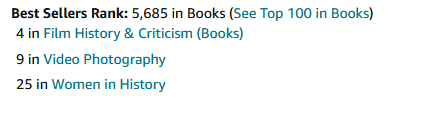 Best Sellers Rank: 5,685 in Books (See Top 100 in Books)
4 in Film History & Criticism (Books)
9 in Video Photography
25 in Women in History